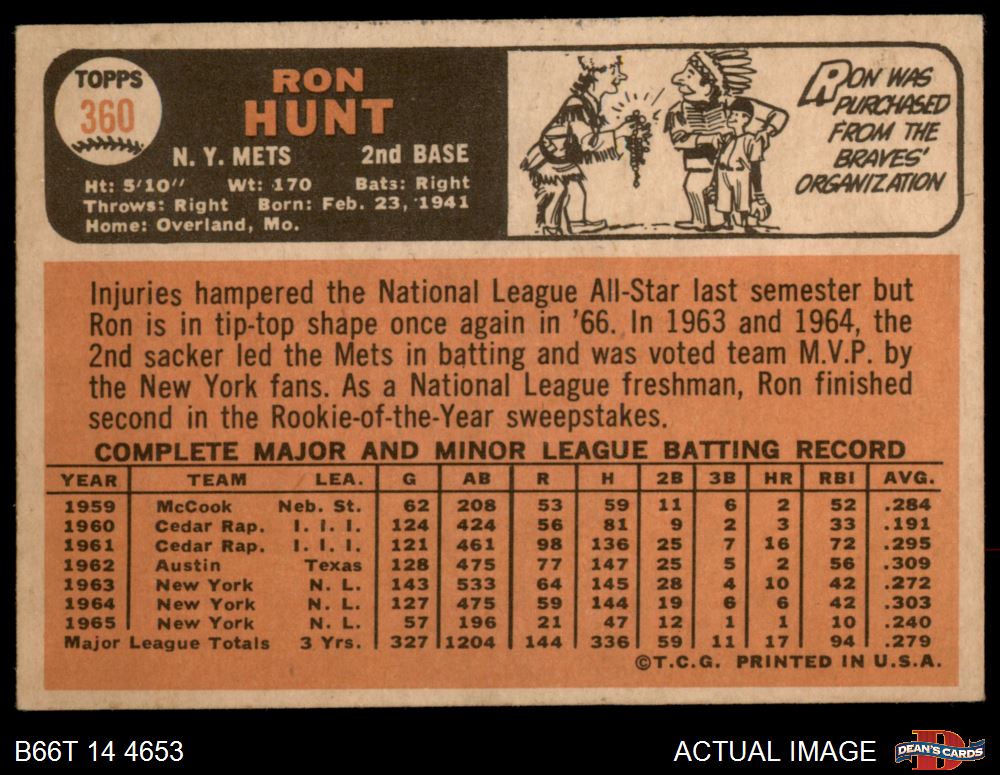 TOPPS
360
RON
HUNT
N. Y. METS 2nd BASE
Ht: 5'10" Wt: 170 Bats: Right
Throws: Right Born: Feb. 23, 1941
Home: Overland, Mo.
RON WAS
PURCHASED
FROM THE
BRAVES'
ORGANIZATION
Injuries hampered the National League All-Star last semester but
Ron is in tip-top shape once again in '66. In 1963 and 1964, the
2nd sacker led the Mets in batting and was voted team M.V.P. by
the New York fans. As a National League freshman, Ron finished
second in the Rookie-of-the-Year sweepstakes.
COMPLETE MAJOR AND MINOR LEAGUE BATTING RECORD
YEAR TEAM LEA. G AB R H 2B 3B HR RBI AVG.
1959 McCook Neb. St. 62 208 53 59 11 6 2 52 .284
1960 Cedar Rap. I. I. I. 124 424 56 81 9 2 3 33 .191
1961 Cedar Rap. I. I. I. 121 461 98 136 25 7 16 72 .295
1962 Austin Texas 128 475 77 147 25 5 2 56 .309
1963 New York N. L. 143 533 64 145 28 4 10 42 .272
1964 New York N. L. 127 475 59 144 19 6 6 42 .303
1965 New York N. L. 57 196 21 47 12 1 1 10 .240
Major League Totals 3 Yrs. 327 1204 144 336 59 11 17 94 .279
©T.C.G. PRINTED IN U.S.A.
B66T 14 4653
ACTUAL IMAGE
DEAN'S CARDS